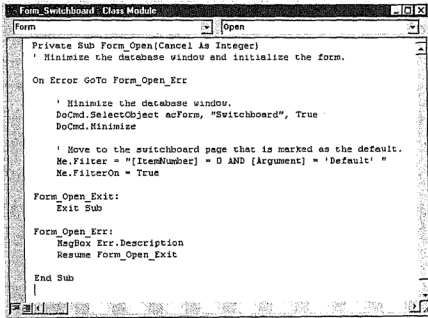 Form_Switchboard : Class Module
Form
Open
Private Sub Form_Open(Cancel As Integer)
' Minimize the database window and initialize the form.
On Error GoTo Form_Open_Err
' Minimize the database window.
DoCmd.SelectObject acForm, "Switchboard", True
DoCmd.Minimize
' Move to the switchboard page that is marked as the default.
Me.Filter = "[ItemNumber] = 0 AND [Argument] = 'Default' "
Me.FilterOn = True
Form_Open_Exit:
Exit Sub
Form_Open_Err:
MsgBox Err.Description
Resume Form_Open_Exit
End Sub